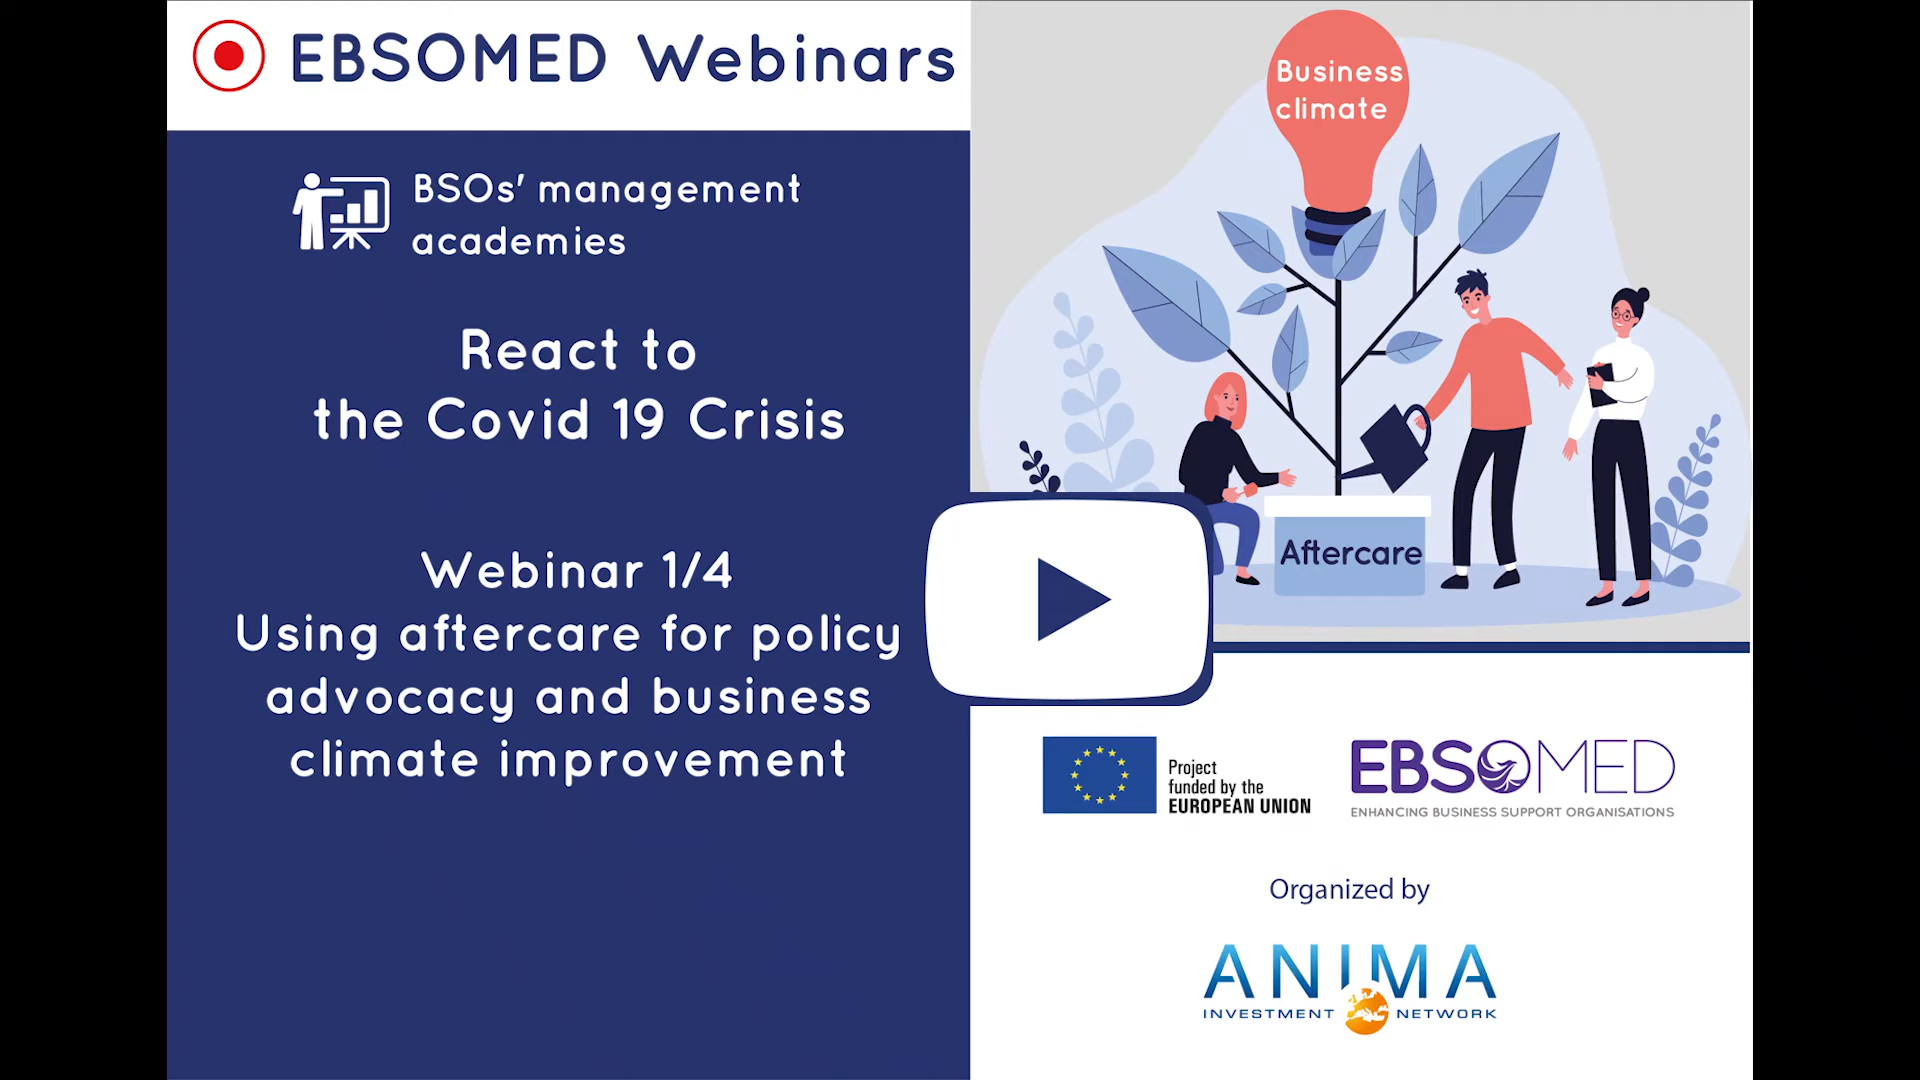 EBSOMED Webinars
BSOs' management
academies
React to
the Covid 19 Crisis
Webinar 1/4
Using aftercare for policy
advocacy and business
climate improvement
Business
climate
Aftercare
Project
funded by the
EUROPEAN UNION
EBSOMED
ENHANCING BUSINESS SUPPORT ORGANISATIONS
Organized by
ANIMA
INVESTMENT NETWORK